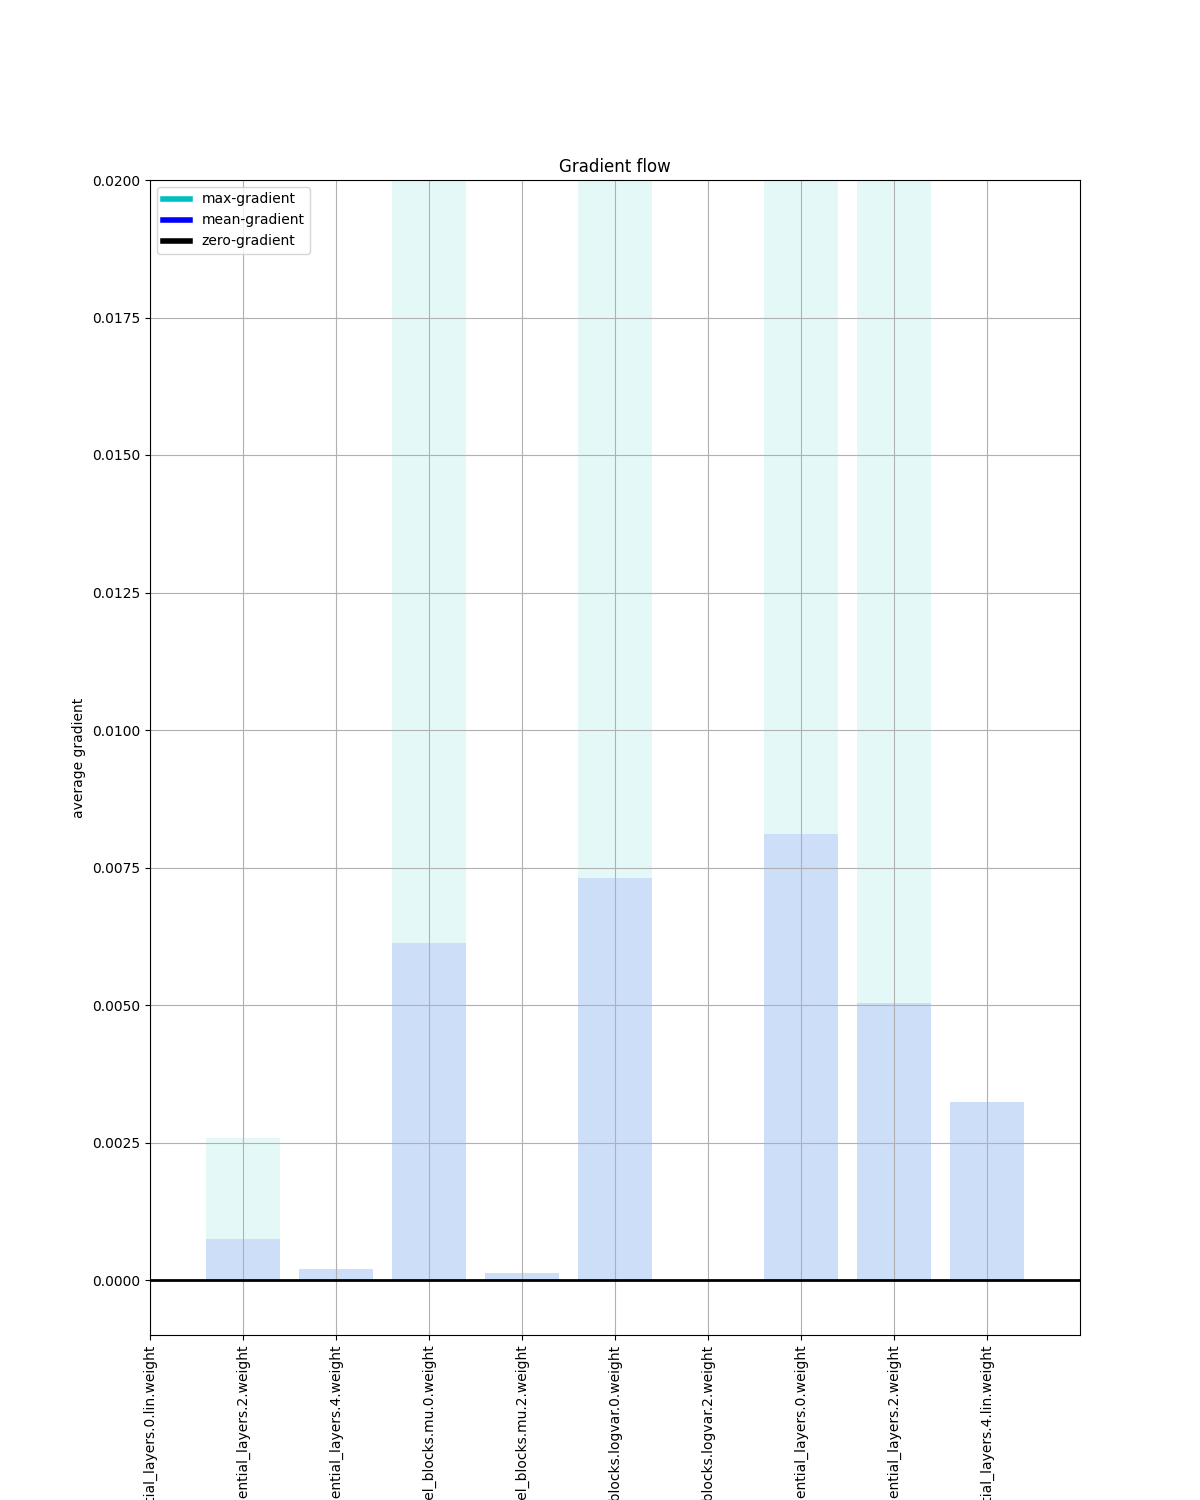 Gradient flow
max-gradient
mean-gradient
zero-gradient
0.0200
0.0175
0.0150
0.0125
0.0100
0.0075
0.0050
0.0025
0.0000
average gradient
tial_layers.0.lin.weight
ential_layers.2.weight
ential_layers.4.weight
el_blocks.mu.0.weight
el_blocks.mu.2.weight
blocks.logvar.0.weight
blocks.logvar.2.weight
ential_layers.0.weight
ential_layers.2.weight
tial_layers.4.lin.weight